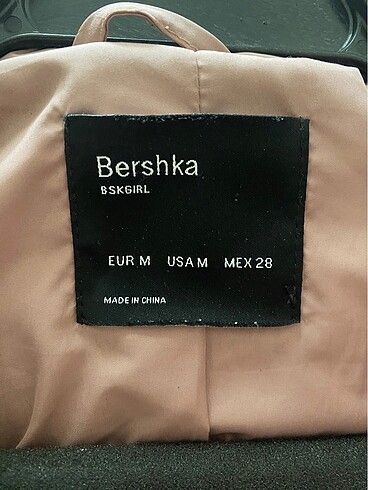 Bershka
BSKGIRL
EUR M USA M MEX 28
MADE IN CHINA